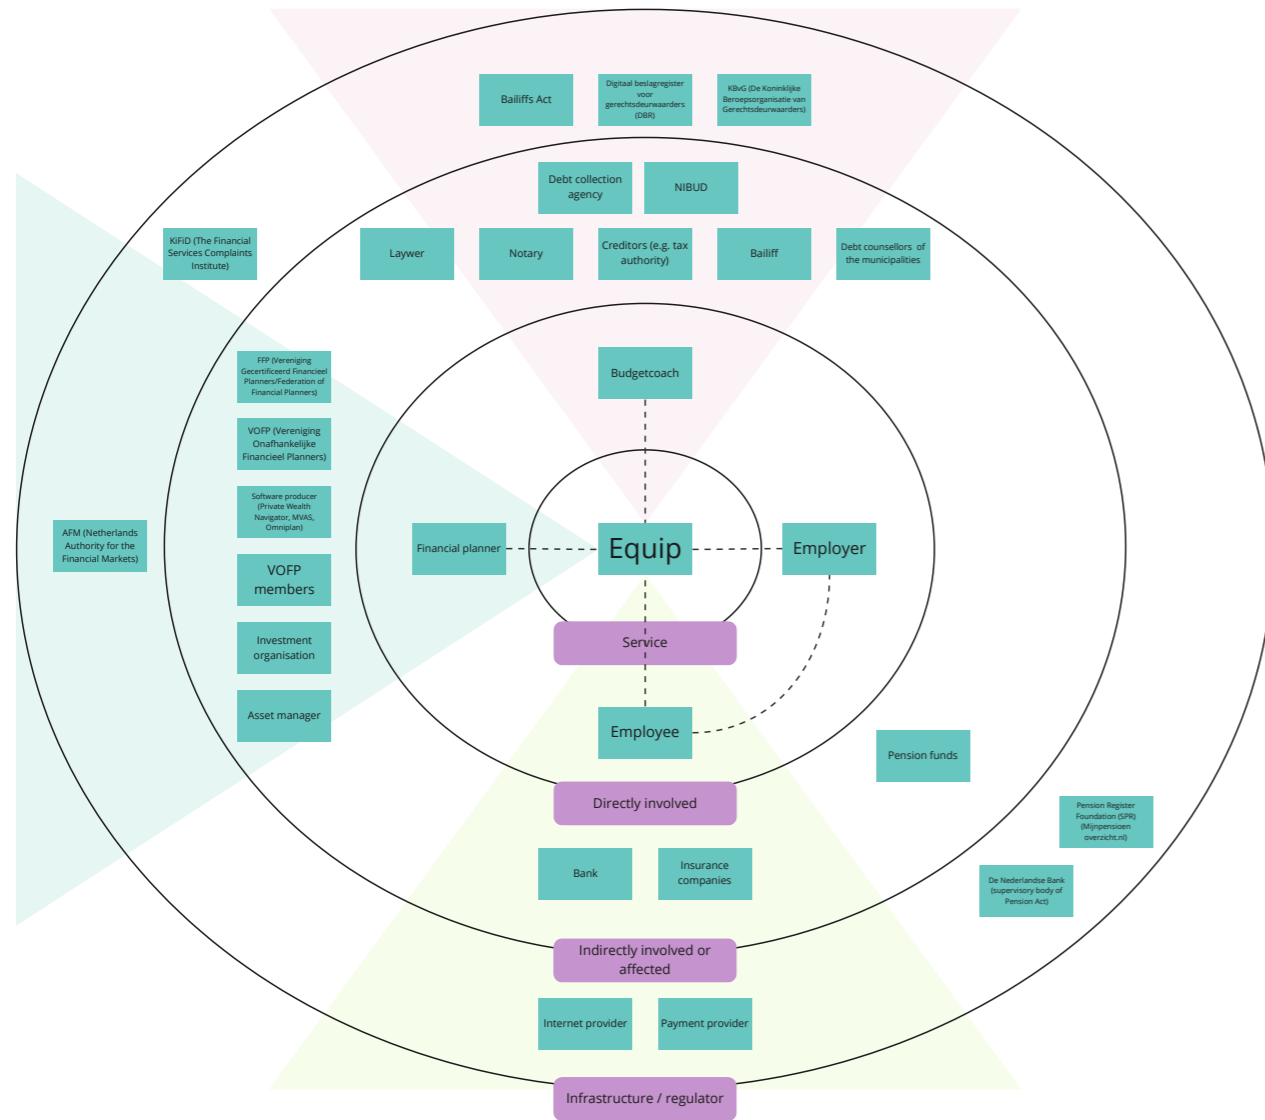 Bailiffs Act
Digitaal beslagregister
voor
gerechtsdeurwaarders
(DBR)
KBvG (De Koninklijke
Beroepsorganisatie van
Gerechtsdeurwaarders)
Debt collection
agency
NIBUD
KiFiD (The Financial
Services Complaints
Institute)
Laywer
Notary
Creditors (e.g. tax
authority)
Bailiff
Debt counsellors of
the municipalities
FFP (Vereniging
Gecertificeerd Financieel
Planners/Federation of
Financial Planners)
Budgetcoach
VOFP (Vereniging
Onafhankelijke
Financieel Planners)
Software producer
(Private Wealth
Navigator, MVAS,
Omniplan)
AFM (Netherlands
Authority for the
Financial Markets)
Financial planner
Equip
Employer
VOFP
members
Investment
organisation
Service
Asset manager
Employee
Pension funds
Directly involved
Pension Register
Foundation (SPR)
(Mijnpensioen
overzicht.nl)
Bank
Insurance
companies
De Nederlandse Bank
(supervisory body of
Pension Act)
Indirectly involved or
affected
Internet provider
Payment provider
Infrastructure / regulator